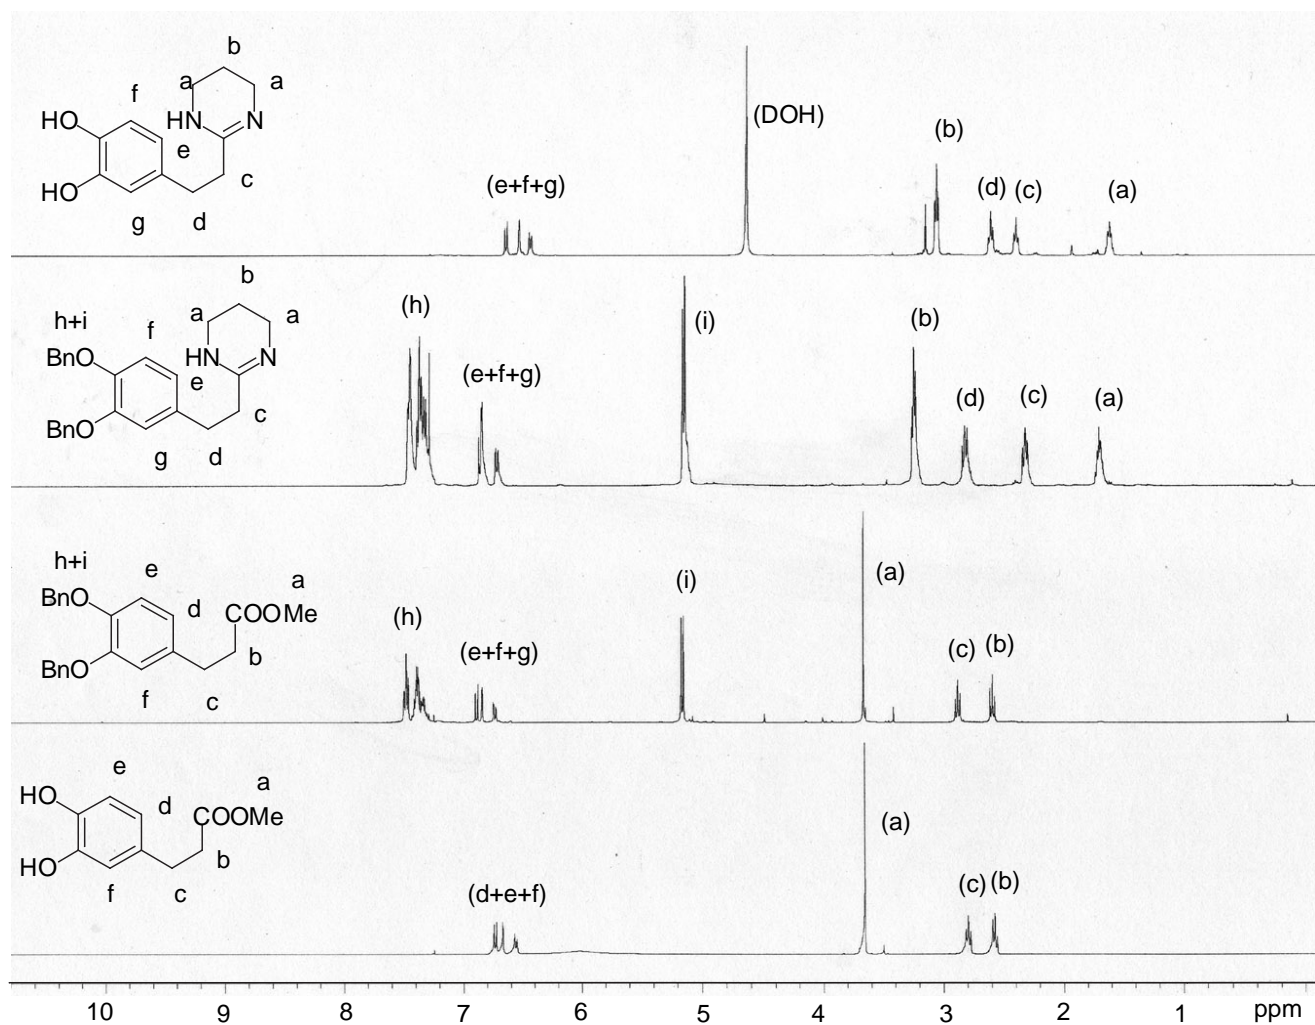 b
a a
f
HO HN N
e
(DOH)
(b)
HO c
(e+f+g) (d) (c) (a)
g d
b
h+i a a (h) (i) (b)
f
BnO HN N
e (e+f+g) (d) (c) (a)
BnO c
g d
h+i
e a (i) (a)
BnO d COOMe (h)
(e+f+g) (c) (b)
BnO b
f c
e a
HO d COOMe (a)
HO b
f c (d+e+f) (c) (b)
10 9 8 7 6 5 4 3 2 1 ppm